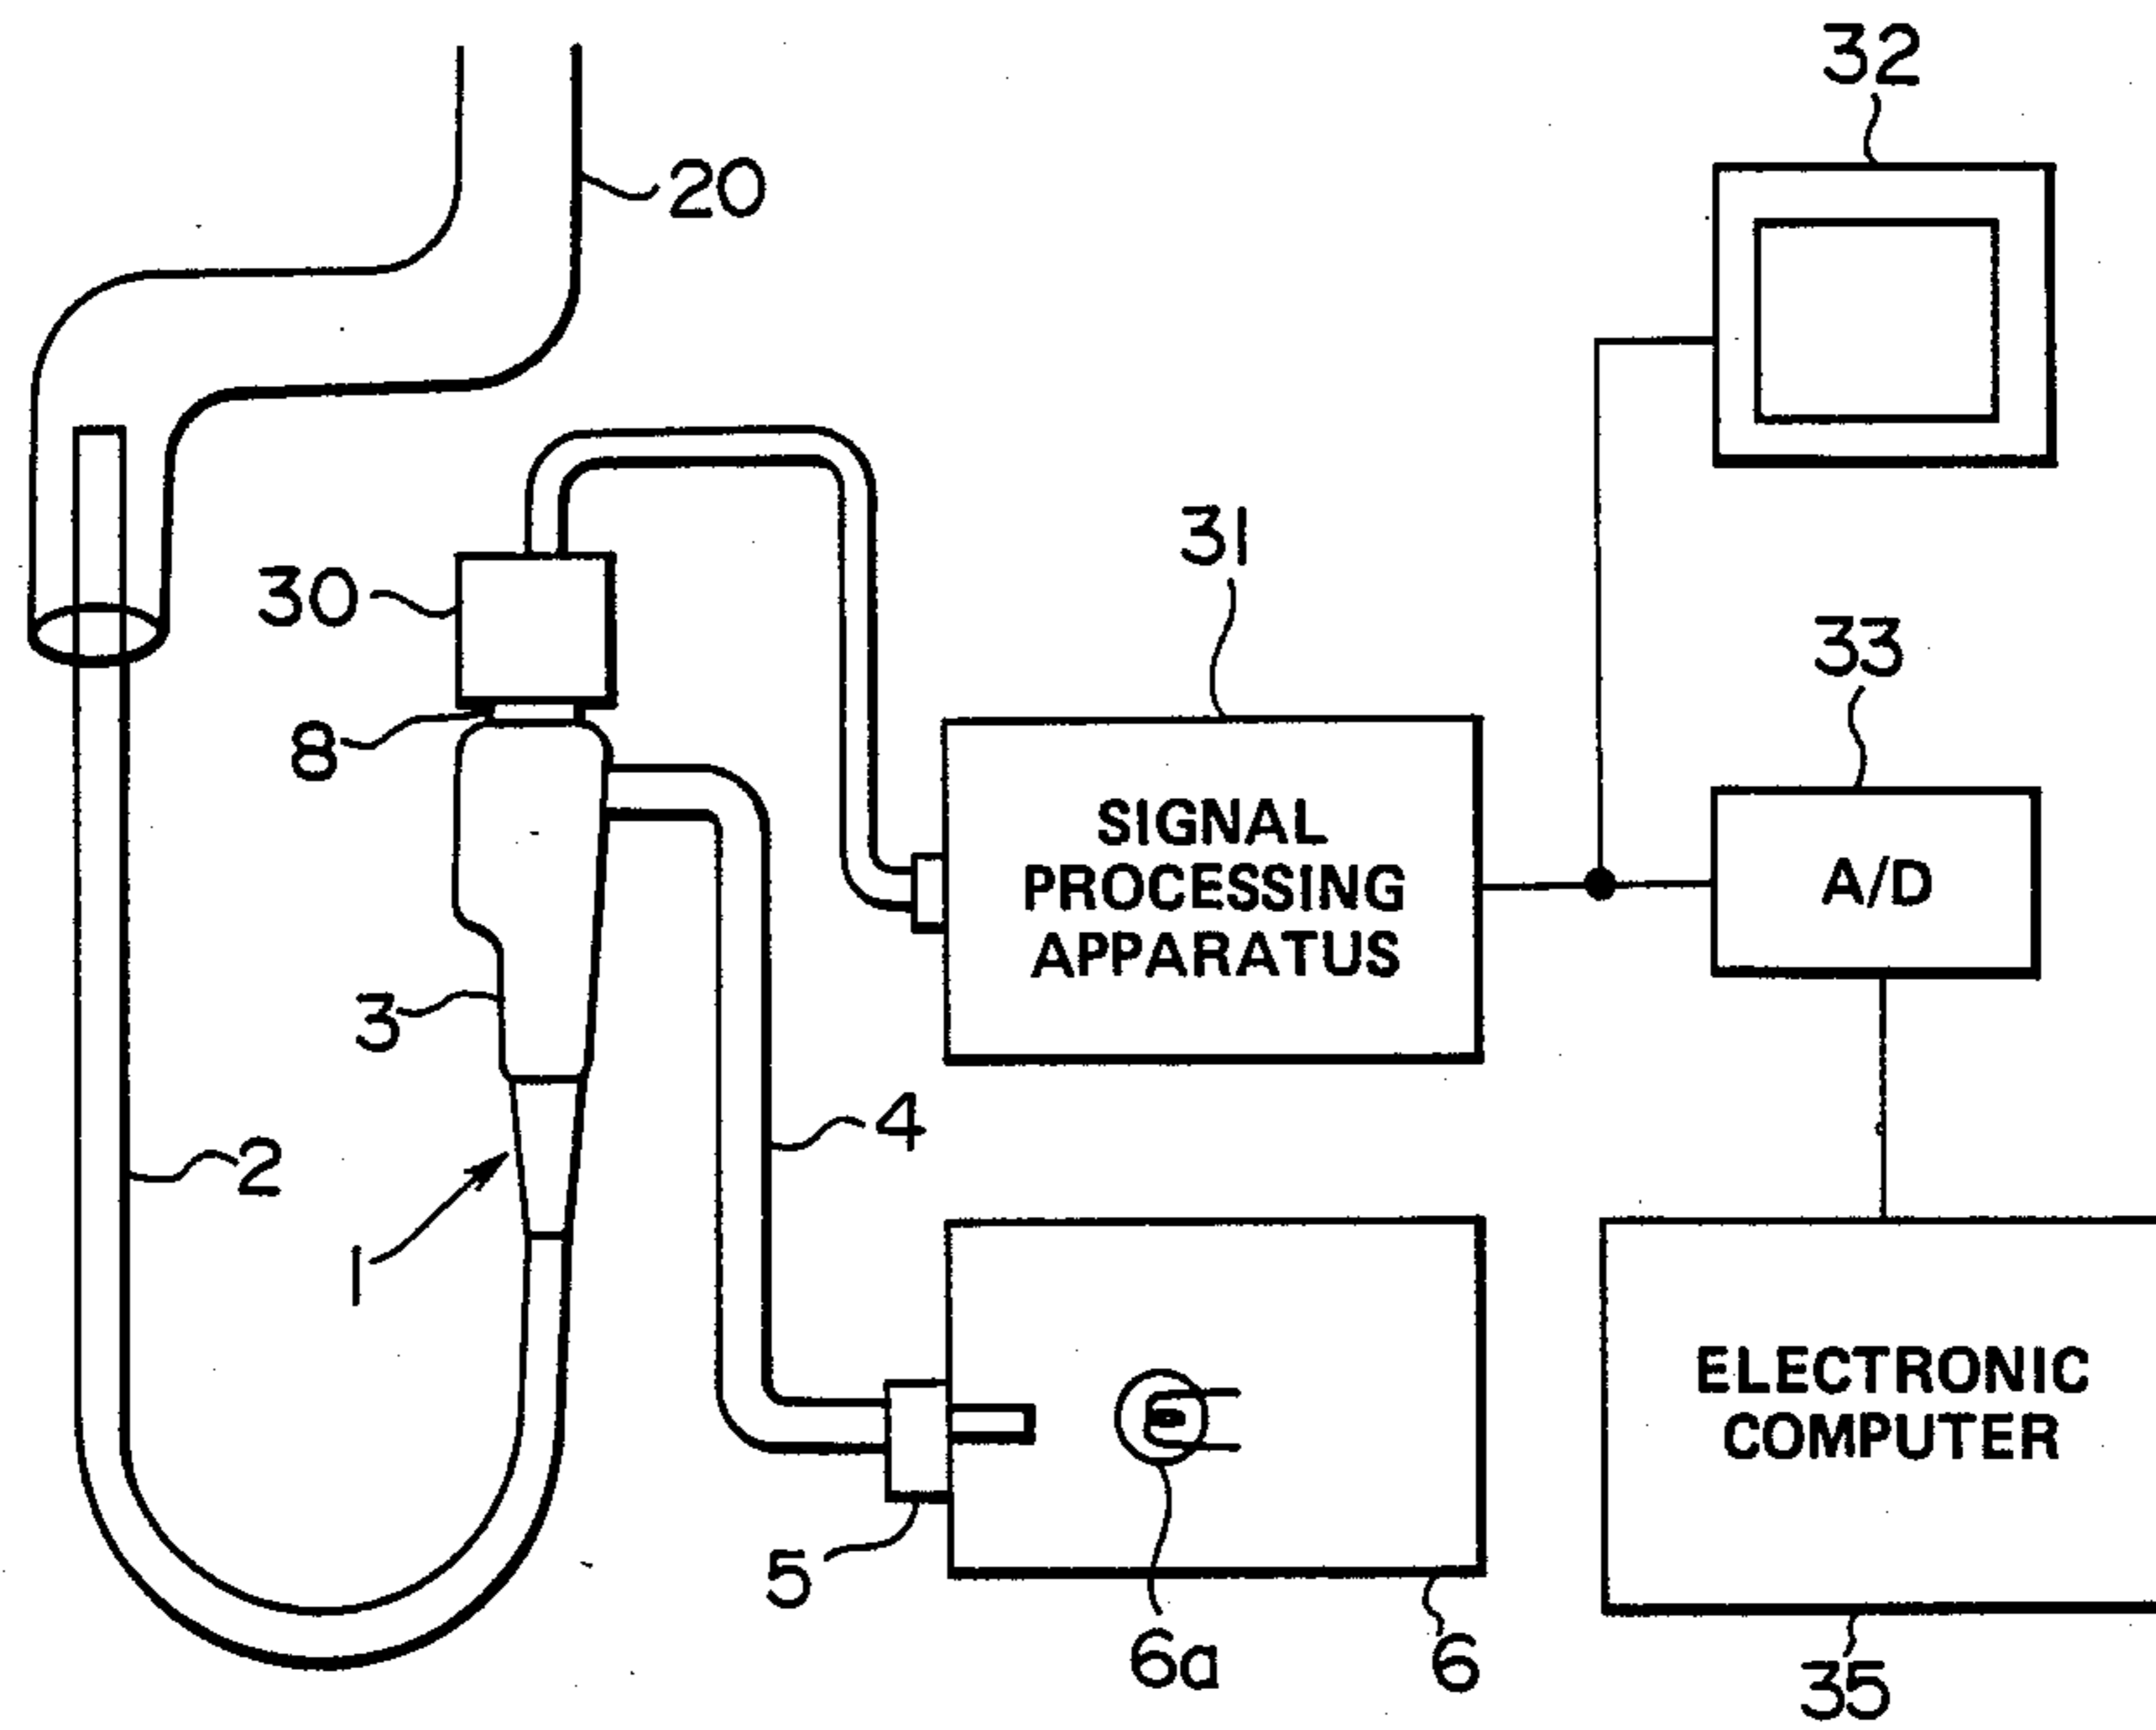 32
20
31
30
33
8
SIGNAL
PROCESSING
APPARATUS
A/D
3
4
2
1
ELECTRONIC
COMPUTER
5
6a
6
35